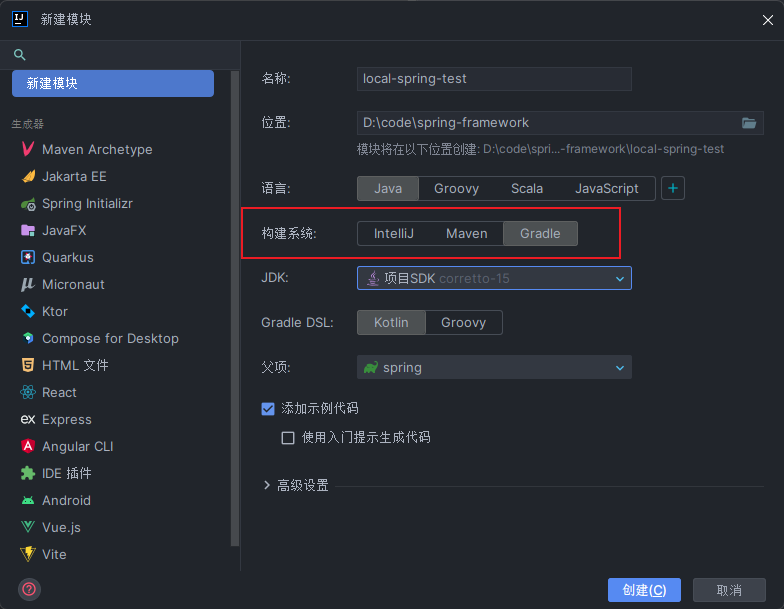 新建模块
新建模块
生成器
Maven Archetype
Jakarta EE
Spring Initializr
JavaFX
Quarkus
Micronaut
Ktor
Compose for Desktop
HTML 文件
React
Express
Angular CLI
IDE 插件
Android
Vue.js
Vite
名称: local-spring-test
位置: D:\code\spring-framework
模块将在以下位置创建: D:\code\spri...-framework\local-spring-test
语言: Java Groovy Scala JavaScript +
构建系统: IntelliJ Maven Gradle
JDK: 项目SDK corretto-15
Gradle DSL: Kotlin Groovy
父项: spring
添加示例代码
使用入门提示生成代码
高级设置
? 创建(C) 取消